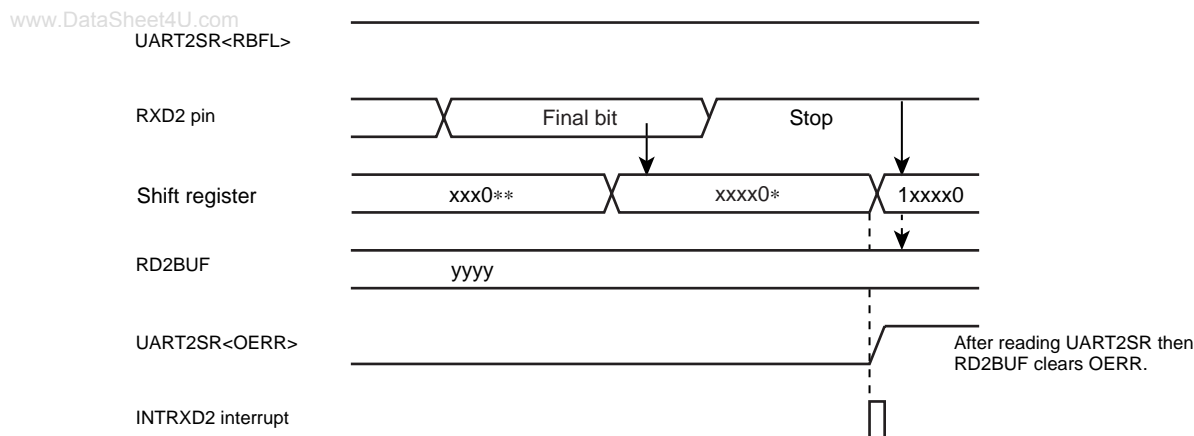 www.DataSheet4U.com
UART2SR<RBFL>
RXD2 pin
Final bit
Stop
Shift register
xxx0**
xxxx0*
1xxxx0
RD2BUF
yyyy
UART2SR<OERR>
After reading UART2SR then
RD2BUF clears OERR.
INTRXD2 interrupt